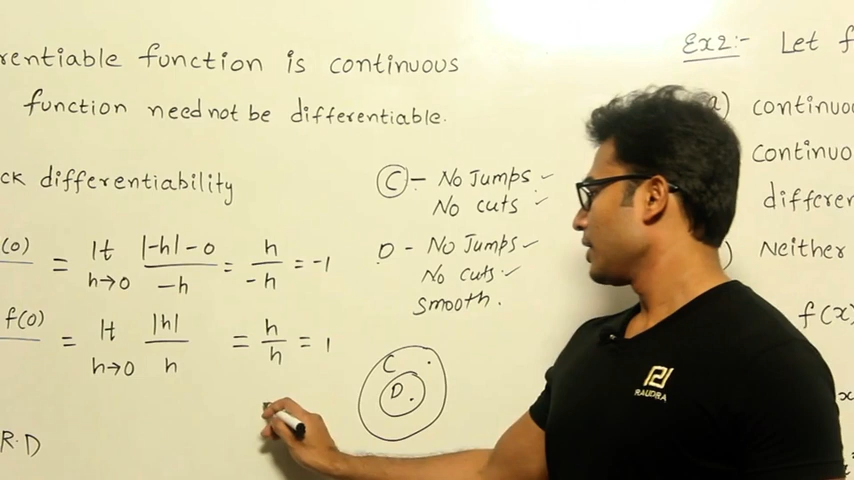 rentiable function is continuous
function need not be differentiable.
ck differentiability
(0) = lt h→0 |-h| - 0 / -h = h / -h = -1
f(0) = lt h→0 |h| / h = h / h = 1
R.D
C - No Jumps ✓
No cuts ✓
D - No Jumps ✓
No cuts ✓
smooth.
C
D
Ex2:- Let f
a) continuou
continuo
differen
) Neither
f(x)
RAUDRA